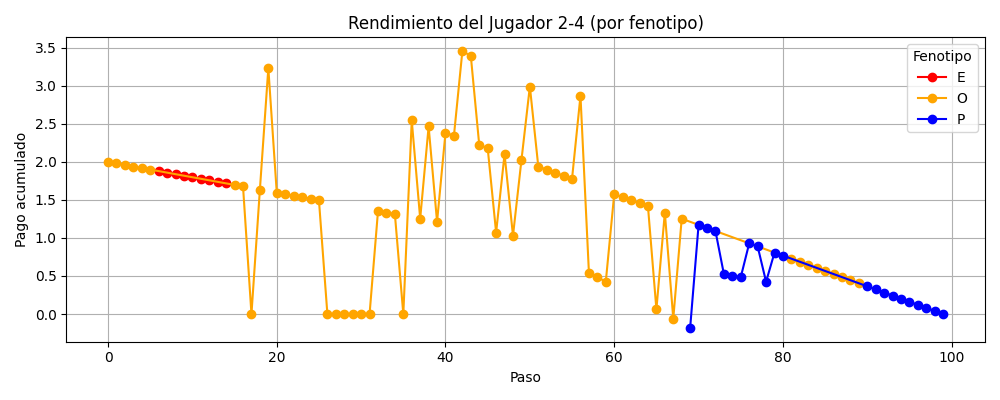 Rendimiento del Jugador 2-4 (por fenotipo)
Pago acumulado
3.5
3.0
2.5
2.0
1.5
1.0
0.5
0.0
Fenotipo
E
O
P
0 20 40 60 80 100
Paso